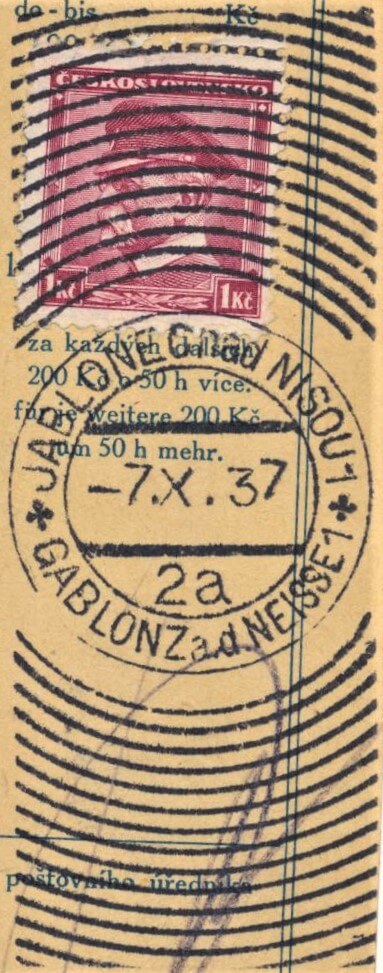 do - bis Kč
ČESKOSLOVENSKO
1 Kč 1 Kč
za každých dalších
200 Kč o 50 h více.
für je weitere 200 Kč
um 50 h mehr.
JABLONEC nad NISOU 1
-7.X.37
2a
GABLONZ a.d. NEISSE 1
poštovního úředníka